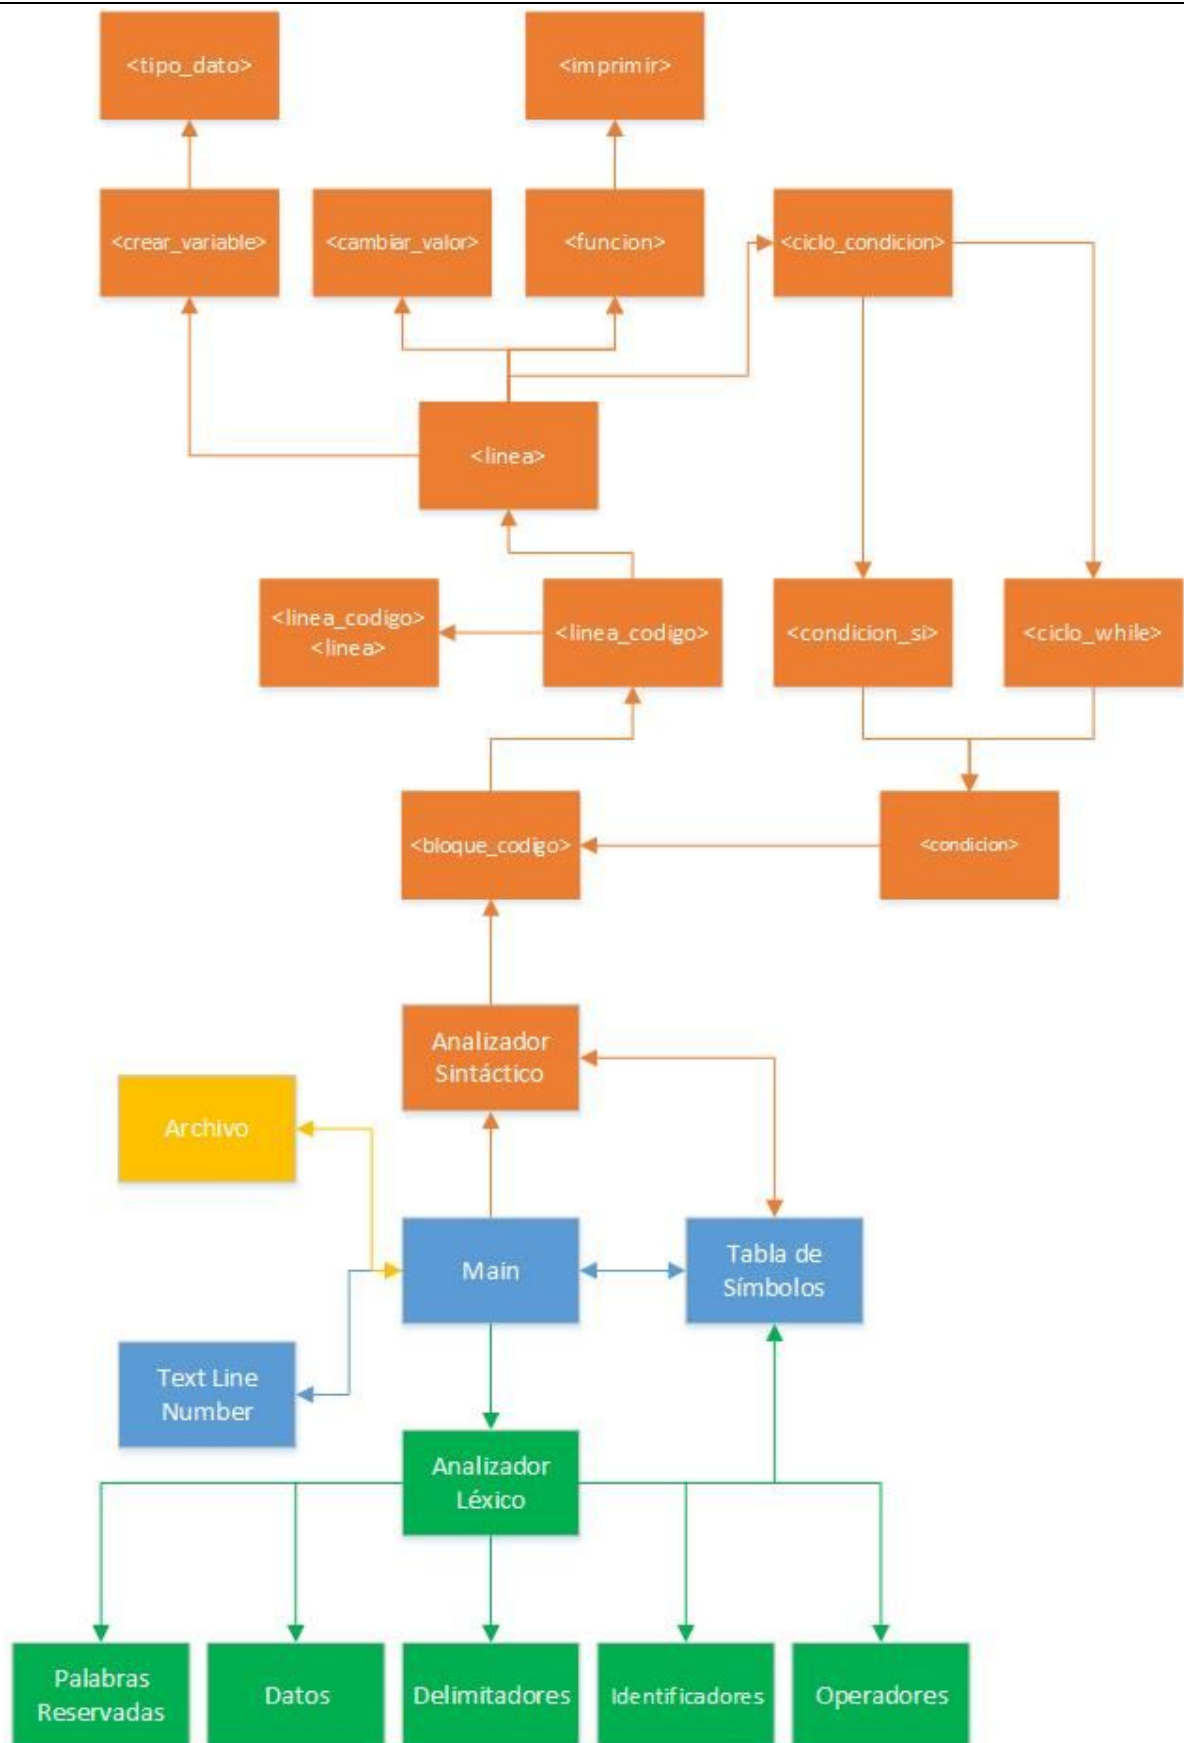 <tipo_dato>
<imprimir>
<crear_variable>
<cambiar_valor>
<funcion>
<ciclo_condicion>
<linea>
<linea_codigo>
<linea>
<linea_codigo>
<condicion_si>
<ciclo_while>
<bloque_codigo>
<condicion>
Analizador
Sintáctico
Archivo
Main
Tabla de
Símbolos
Text Line
Number
Analizador
Léxico
Palabras
Reservadas
Datos
Delimitadores
Identificadores
Operadores